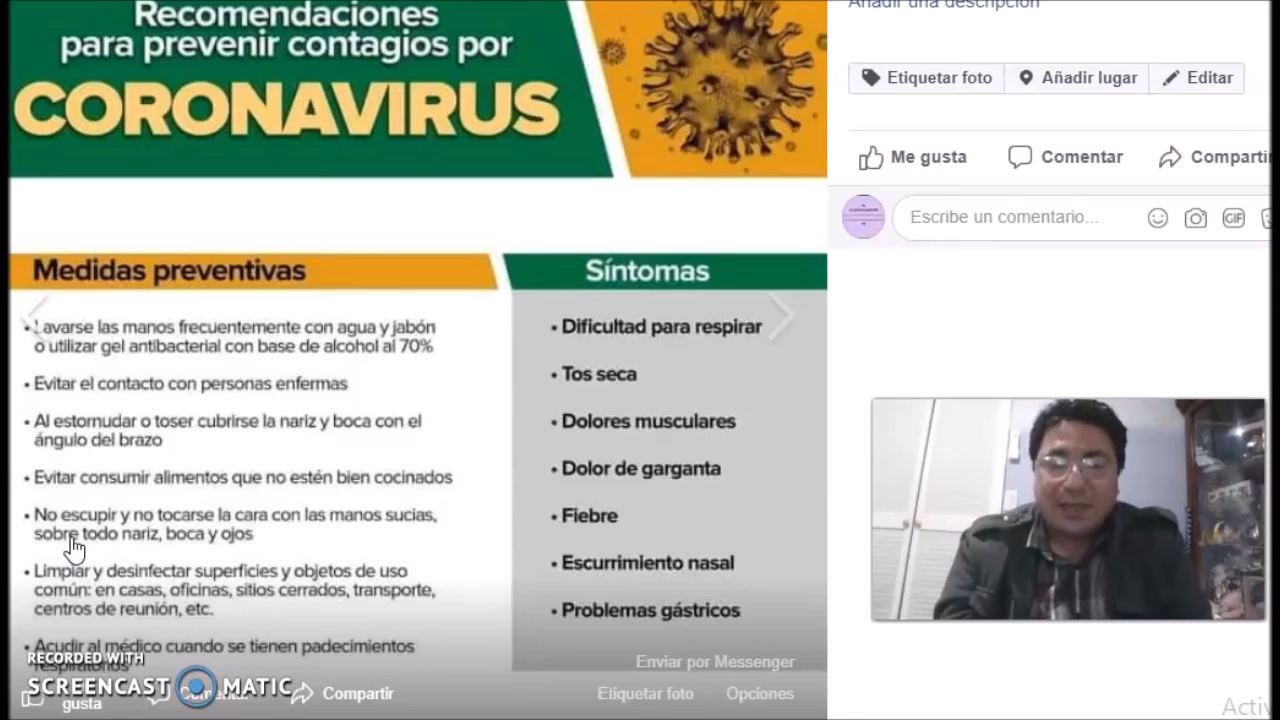 Recomendaciones
para prevenir contagios por
CORONAVIRUS
Medidas preventivas
• Lavarse las manos frecuentemente con agua y jabón
o utilizar gel antibacterial con base de alcohol al 70%
• Evitar el contacto con personas enfermas
• Al estornudar o toser cubrirse la nariz y boca con el
ángulo del brazo
• Evitar consumir alimentos que no estén bien cocinados
• No escupir y no tocarse la cara con las manos sucias,
sobre todo nariz, boca y ojos
• Limpiar y desinfectar superficies y objetos de uso
común: en casas, oficinas, sitios cerrados, transporte,
centros de reunión, etc.
• Acudir al médico cuando se tienen padecimientos
respiratorios
Síntomas
• Dificultad para respirar
• Tos seca
• Dolores musculares
• Dolor de garganta
• Fiebre
• Escurrimiento nasal
• Problemas gástricos
Enviar por Messenger
gusta
Comentar
Compartir
Etiquetar foto
Opciones
RECORDED WITH
SCREENCAST MATIC
Añadir una descripción
Etiquetar foto
Añadir lugar
Editar
Me gusta
Comentar
Comparti
Escribe un comentario...
GIF
Activ